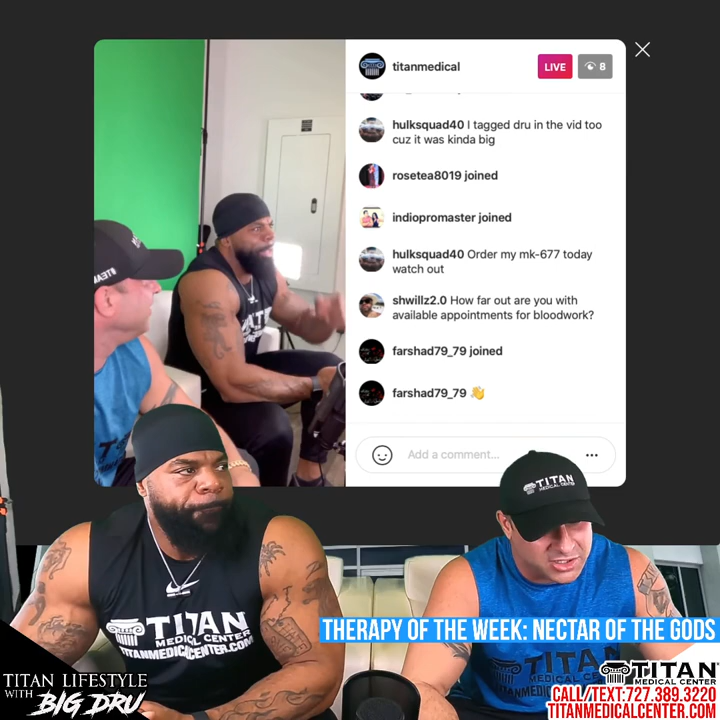 titanmedical
LIVE
8
hulksquad40 I tagged dru in the vid too
cuz it was kinda big
rosetea8019 joined
indiopromaster joined
hulksquad40 Order my mk-677 today
watch out
shwillz2.0 How far out are you with
available appointments for bloodwork?
farshad79_79 joined
farshad79_79 👋
Add a comment...
TITAN
MEDICAL CENTER
TITAN
MEDICAL CENTER
TITANMEDICALCENTER.COM
THERAPY OF THE WEEK: NECTAR OF THE GODS
TITAN LIFESTYLE
WITH BIG DRU
TITAN
MEDICAL CENTER
CALL/TEXT:727.389.3220
TITANMEDICALCENTER.COM